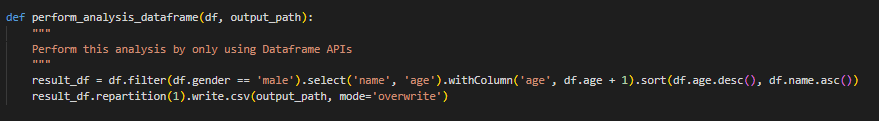 def perform_analysis_dataframe(df, output_path):
    """
    Perform this analysis by only using Dataframe APIs
    """
    result_df = df.filter(df.gender == 'male').select('name', 'age').withColumn('age', df.age + 1).sort(df.age.desc(), df.name.asc())
    result_df.repartition(1).write.csv(output_path, mode='overwrite')